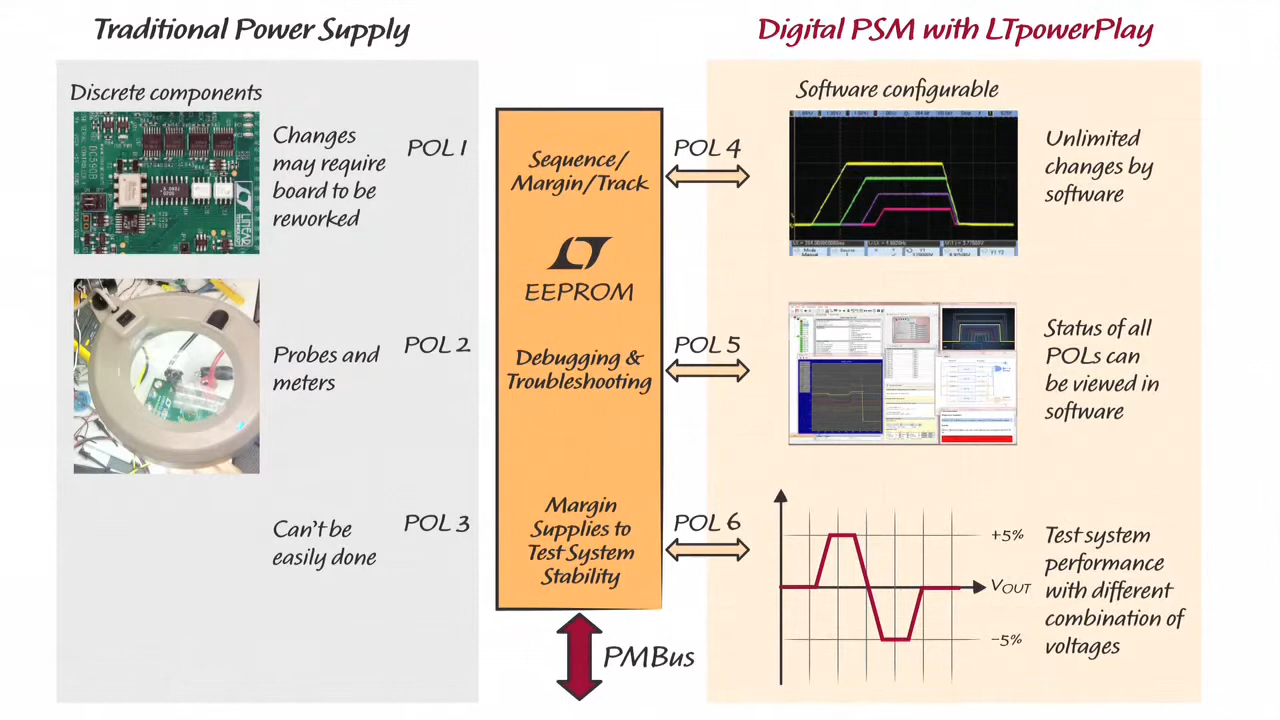 Traditional Power Supply
Digital PSM with LTpowerPlay
Discrete components
Changes
may require
board to be
reworked
POL 1
Probes and
meters
POL 2
Can't be
easily done
POL 3
Sequence/
Margin/Track
EEPROM
Debugging &
Troubleshooting
Margin
Supplies to
Test System
Stability
PMBus
POL 4
Software configurable
Unlimited
changes by
software
POL 5
Status of all
POLs can
be viewed in
software
POL 6
+5%
VOUT
-5%
Test system
performance
with different
combination of
voltages